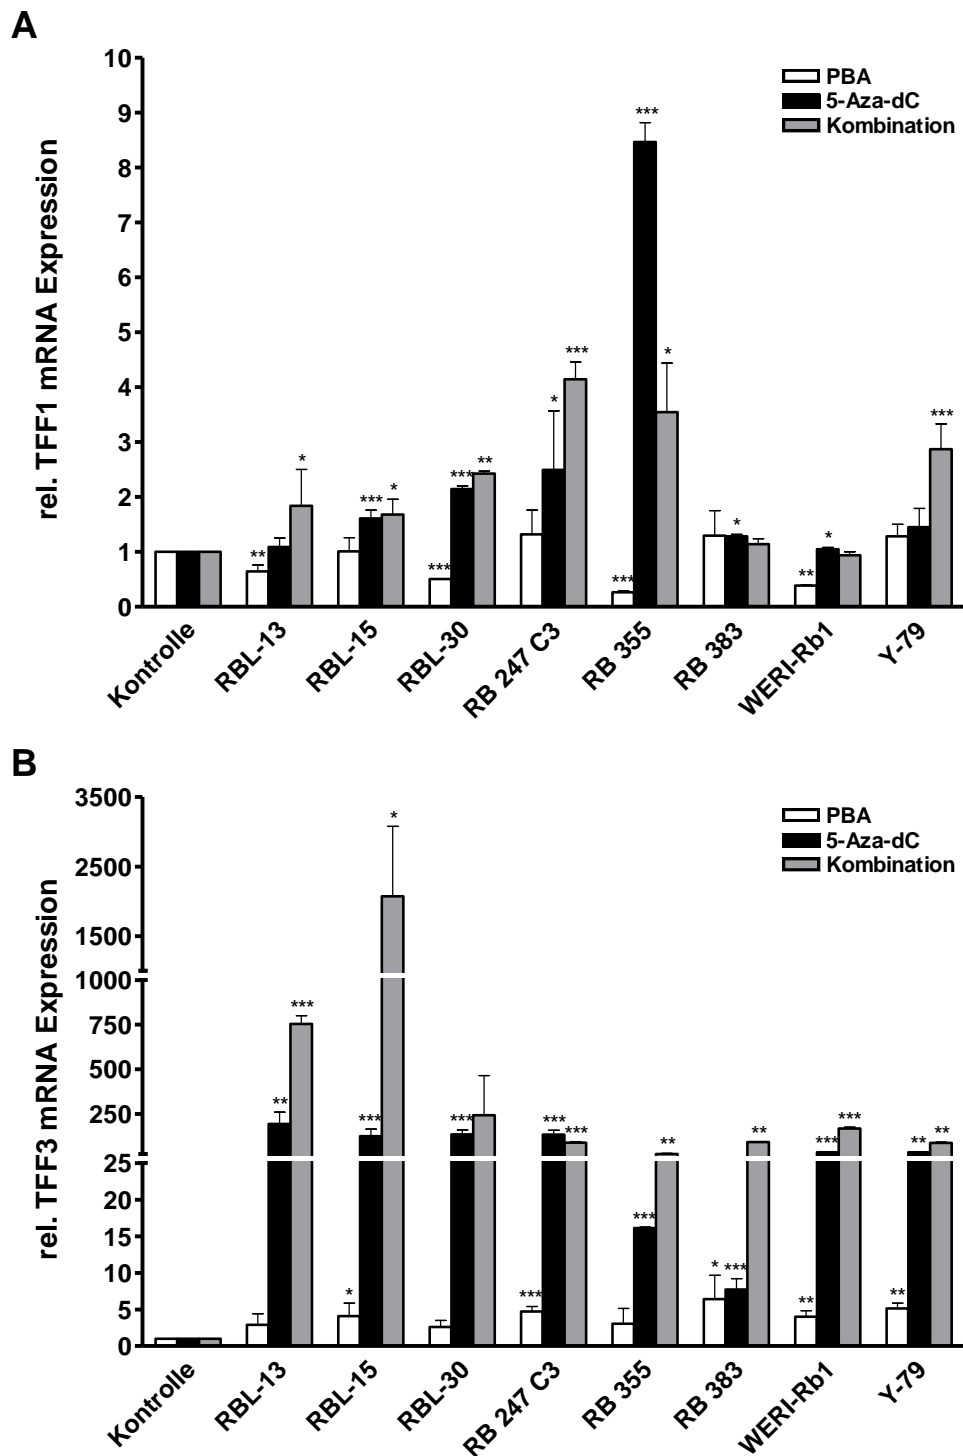 A
rel. TFF1 mRNA Expression
10
9
8
7
6
5
4
3
2
1
0
PBA
5-Aza-dC
Kombination
** * *** * *** ** * *** *** *** * * ** * ***
Kontrolle
RBL-13
RBL-15
RBL-30
RB 247 C3
RB 355
RB 383
WERI-Rb1
Y-79
B
rel. TFF3 mRNA Expression
3500
2500
1500
1000
750
500
250
25
20
15
10
5
0
PBA
5-Aza-dC
Kombination
** *** * *** * *** *** *** *** *** ** * *** ** ** *** *** ** ** **
Kontrolle
RBL-13
RBL-15
RBL-30
RB 247 C3
RB 355
RB 383
WERI-Rb1
Y-79